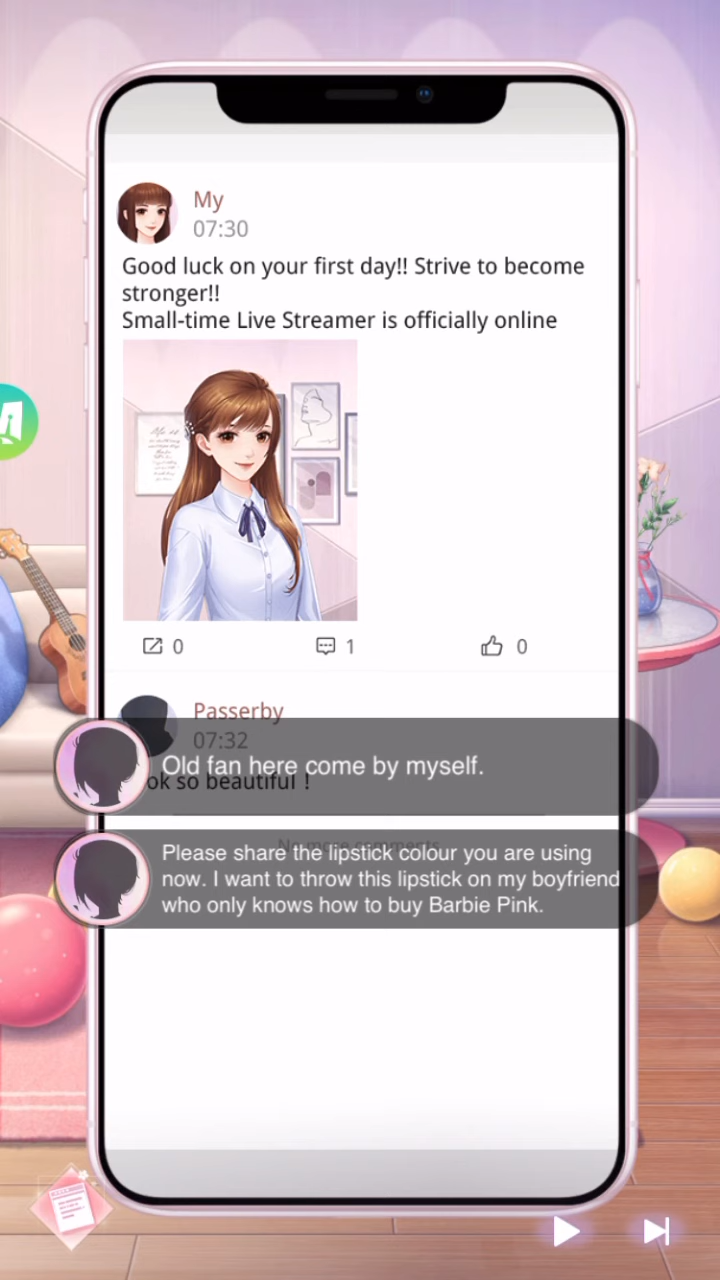 My
07:30
Good luck on your first day!! Strive to become
stronger!!
Small-time Live Streamer is officially online
0
1
0
Passerby
07:32
Old fan here come by myself.
ok so beautiful !
No more comments
Please share the lipstick colour you are using
now. I want to throw this lipstick on my boyfriend
who only knows how to buy Barbie Pink.